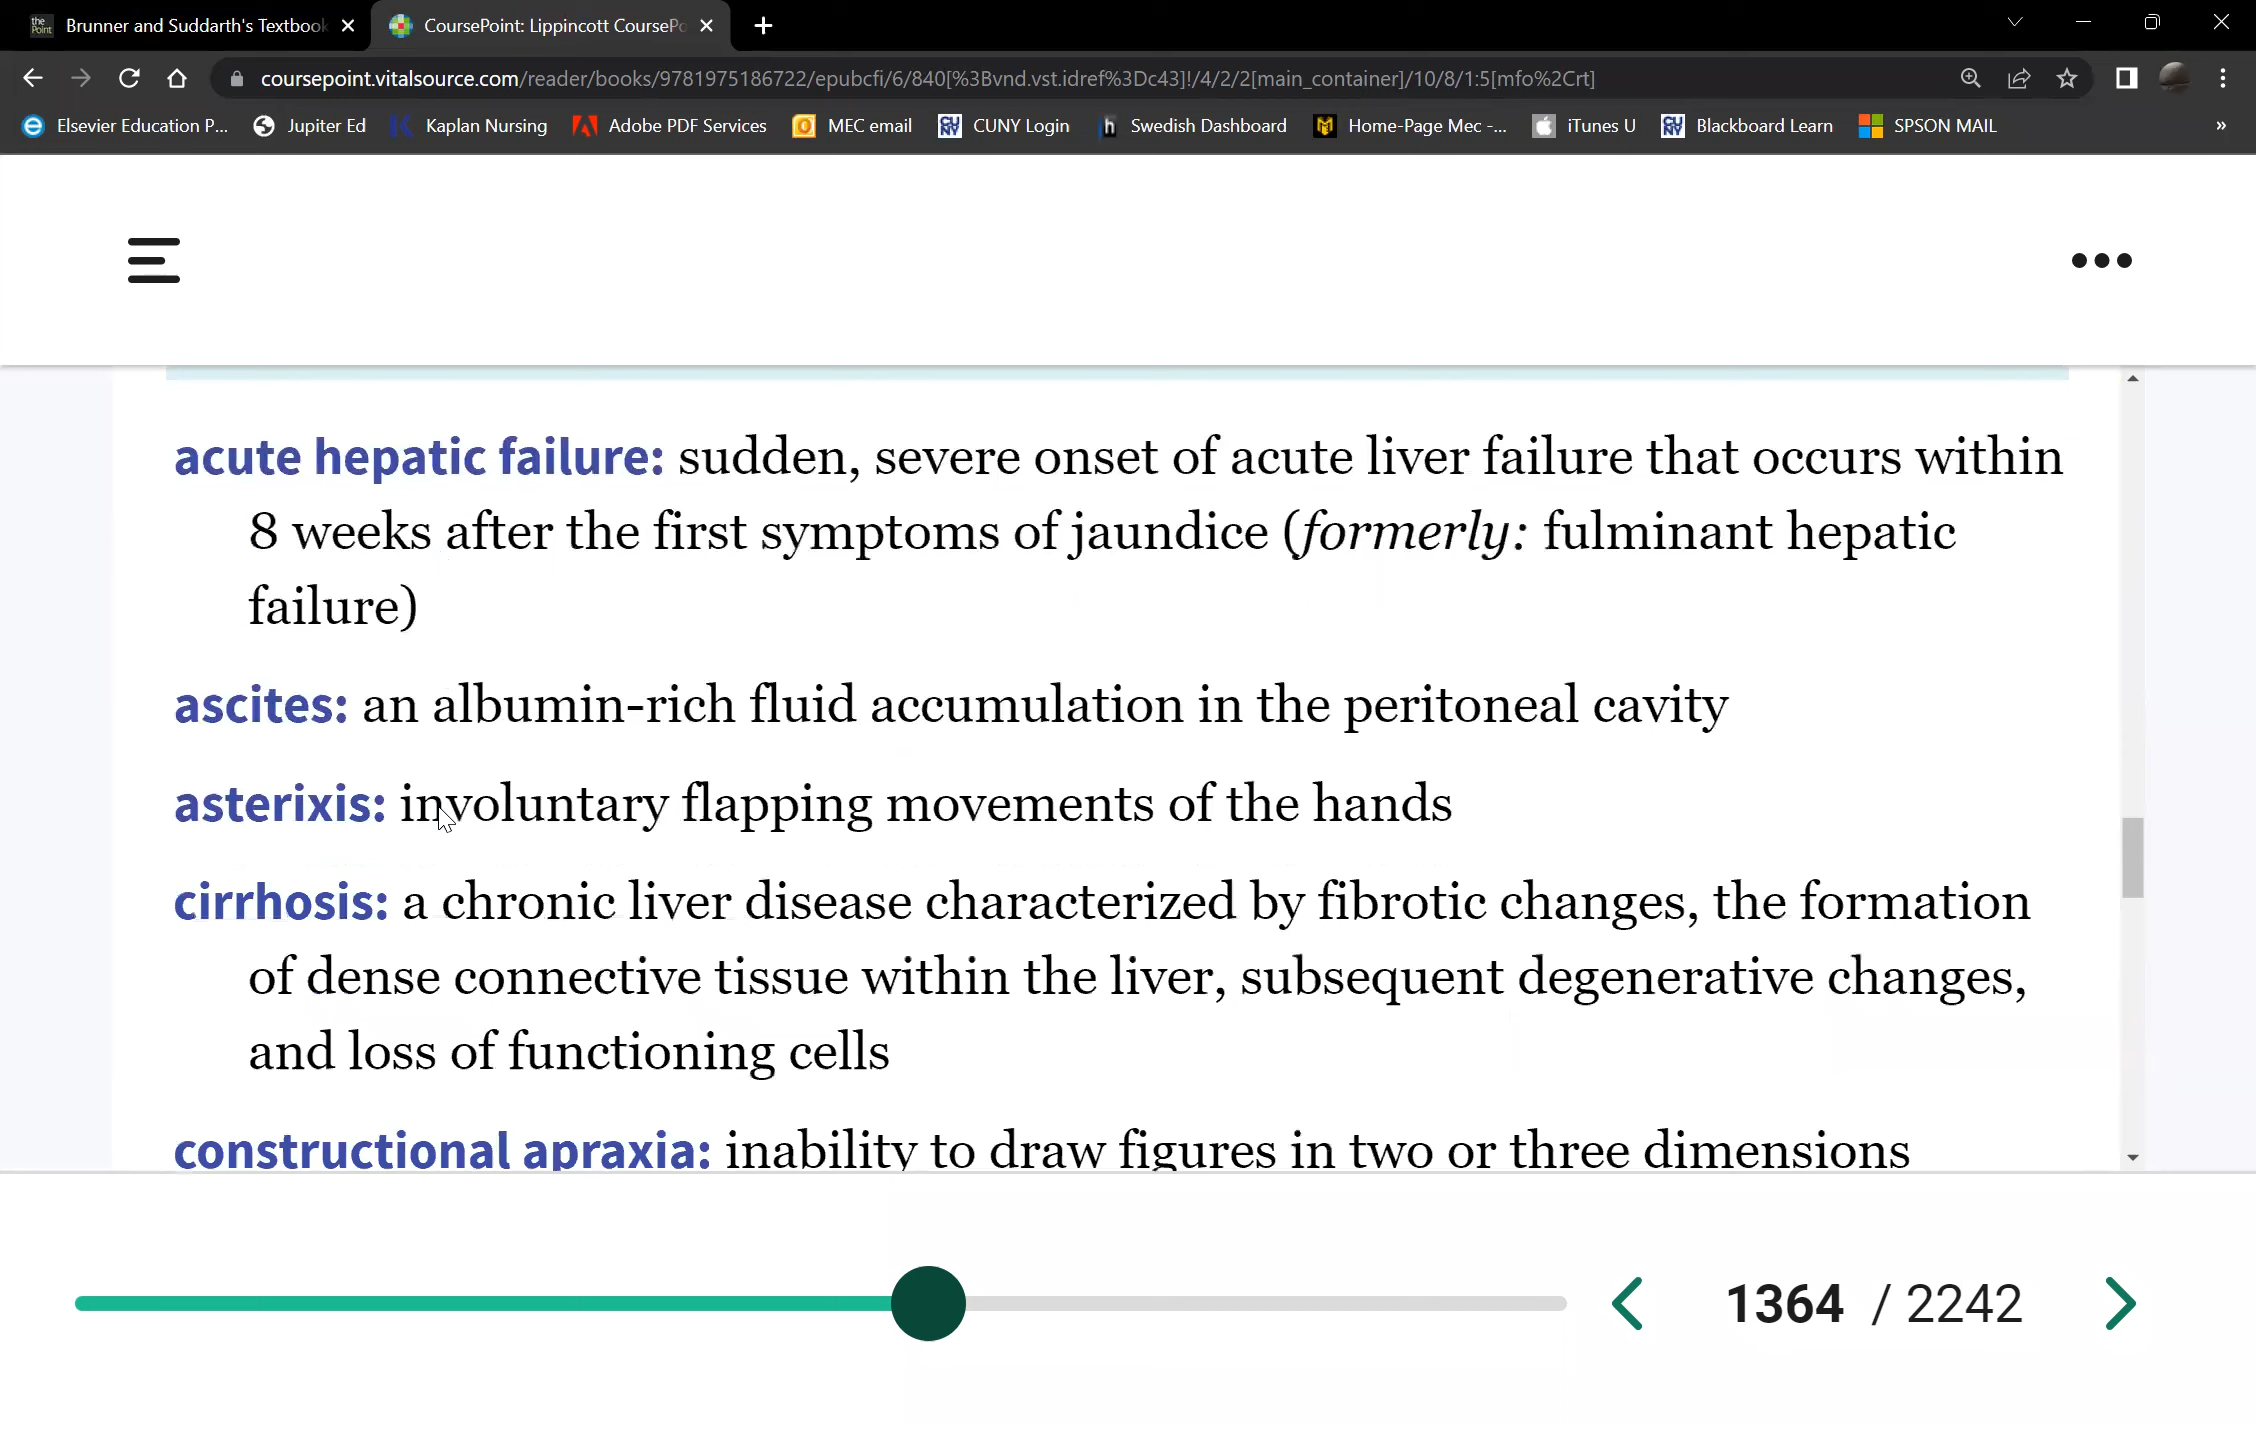 the Point
Brunner and Suddarth's Textboo
CoursePoint: Lippincott CourseP
coursepoint.vitalsource.com/reader/books/9781975186722/epubcfi/6/840[%3Bvnd.vst.idref%3Dc43]!/4/2/2[main_container]/10/8/1:5[mfo%2Crt]
Elsevier Education P... Jupiter Ed Kaplan Nursing Adobe PDF Services MEC email CUNY Login Swedish Dashboard Home-Page Mec -... iTunes U Blackboard Learn SPSON MAIL »
acute hepatic failure: sudden, severe onset of acute liver failure that occurs within
8 weeks after the first symptoms of jaundice (formerly: fulminant hepatic
failure)
ascites: an albumin-rich fluid accumulation in the peritoneal cavity
asterixis: involuntary flapping movements of the hands
cirrhosis: a chronic liver disease characterized by fibrotic changes, the formation
of dense connective tissue within the liver, subsequent degenerative changes,
and loss of functioning cells
constructional apraxia: inability to draw figures in two or three dimensions
1364 / 2242